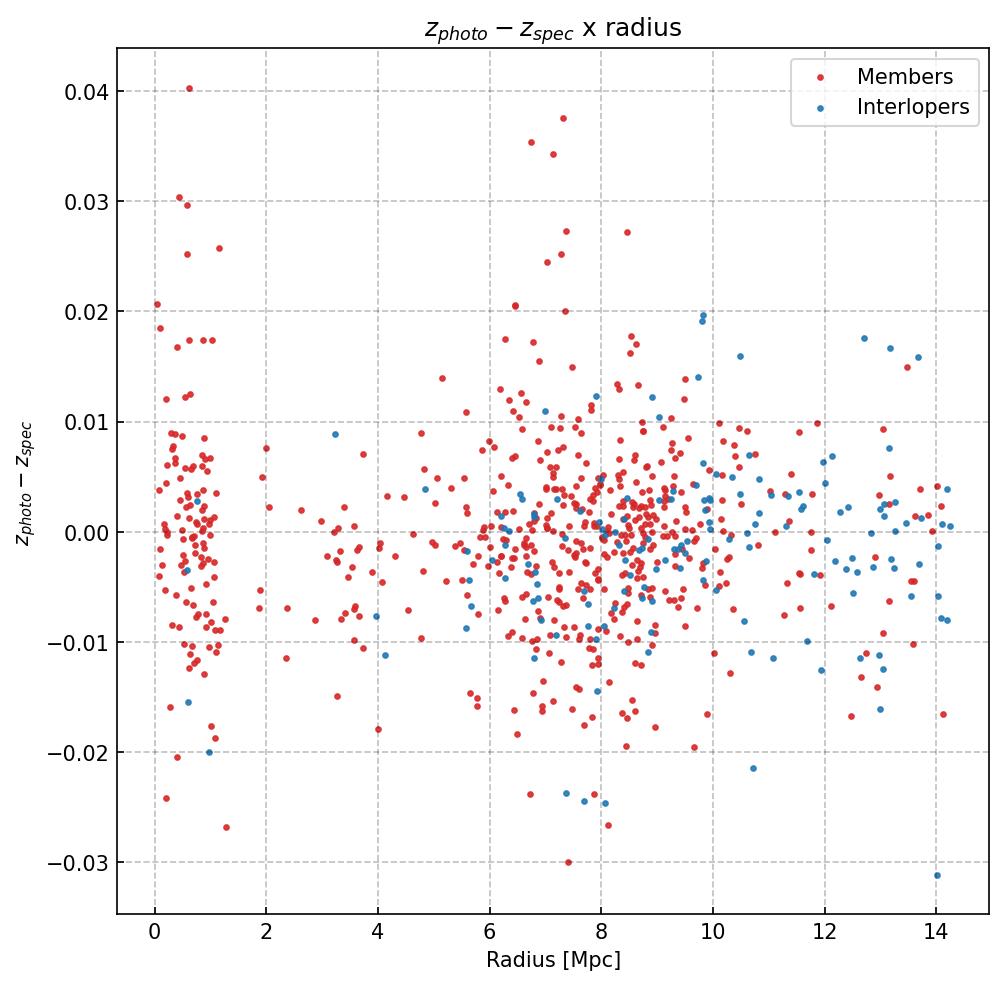 z_photo − z_spec x radius
Members
Interlopers
0.04
0.03
0.02
0.01
0.00
−0.01
−0.02
−0.03
z_photo − z_spec
0 2 4 6 8 10 12 14
Radius [Mpc]